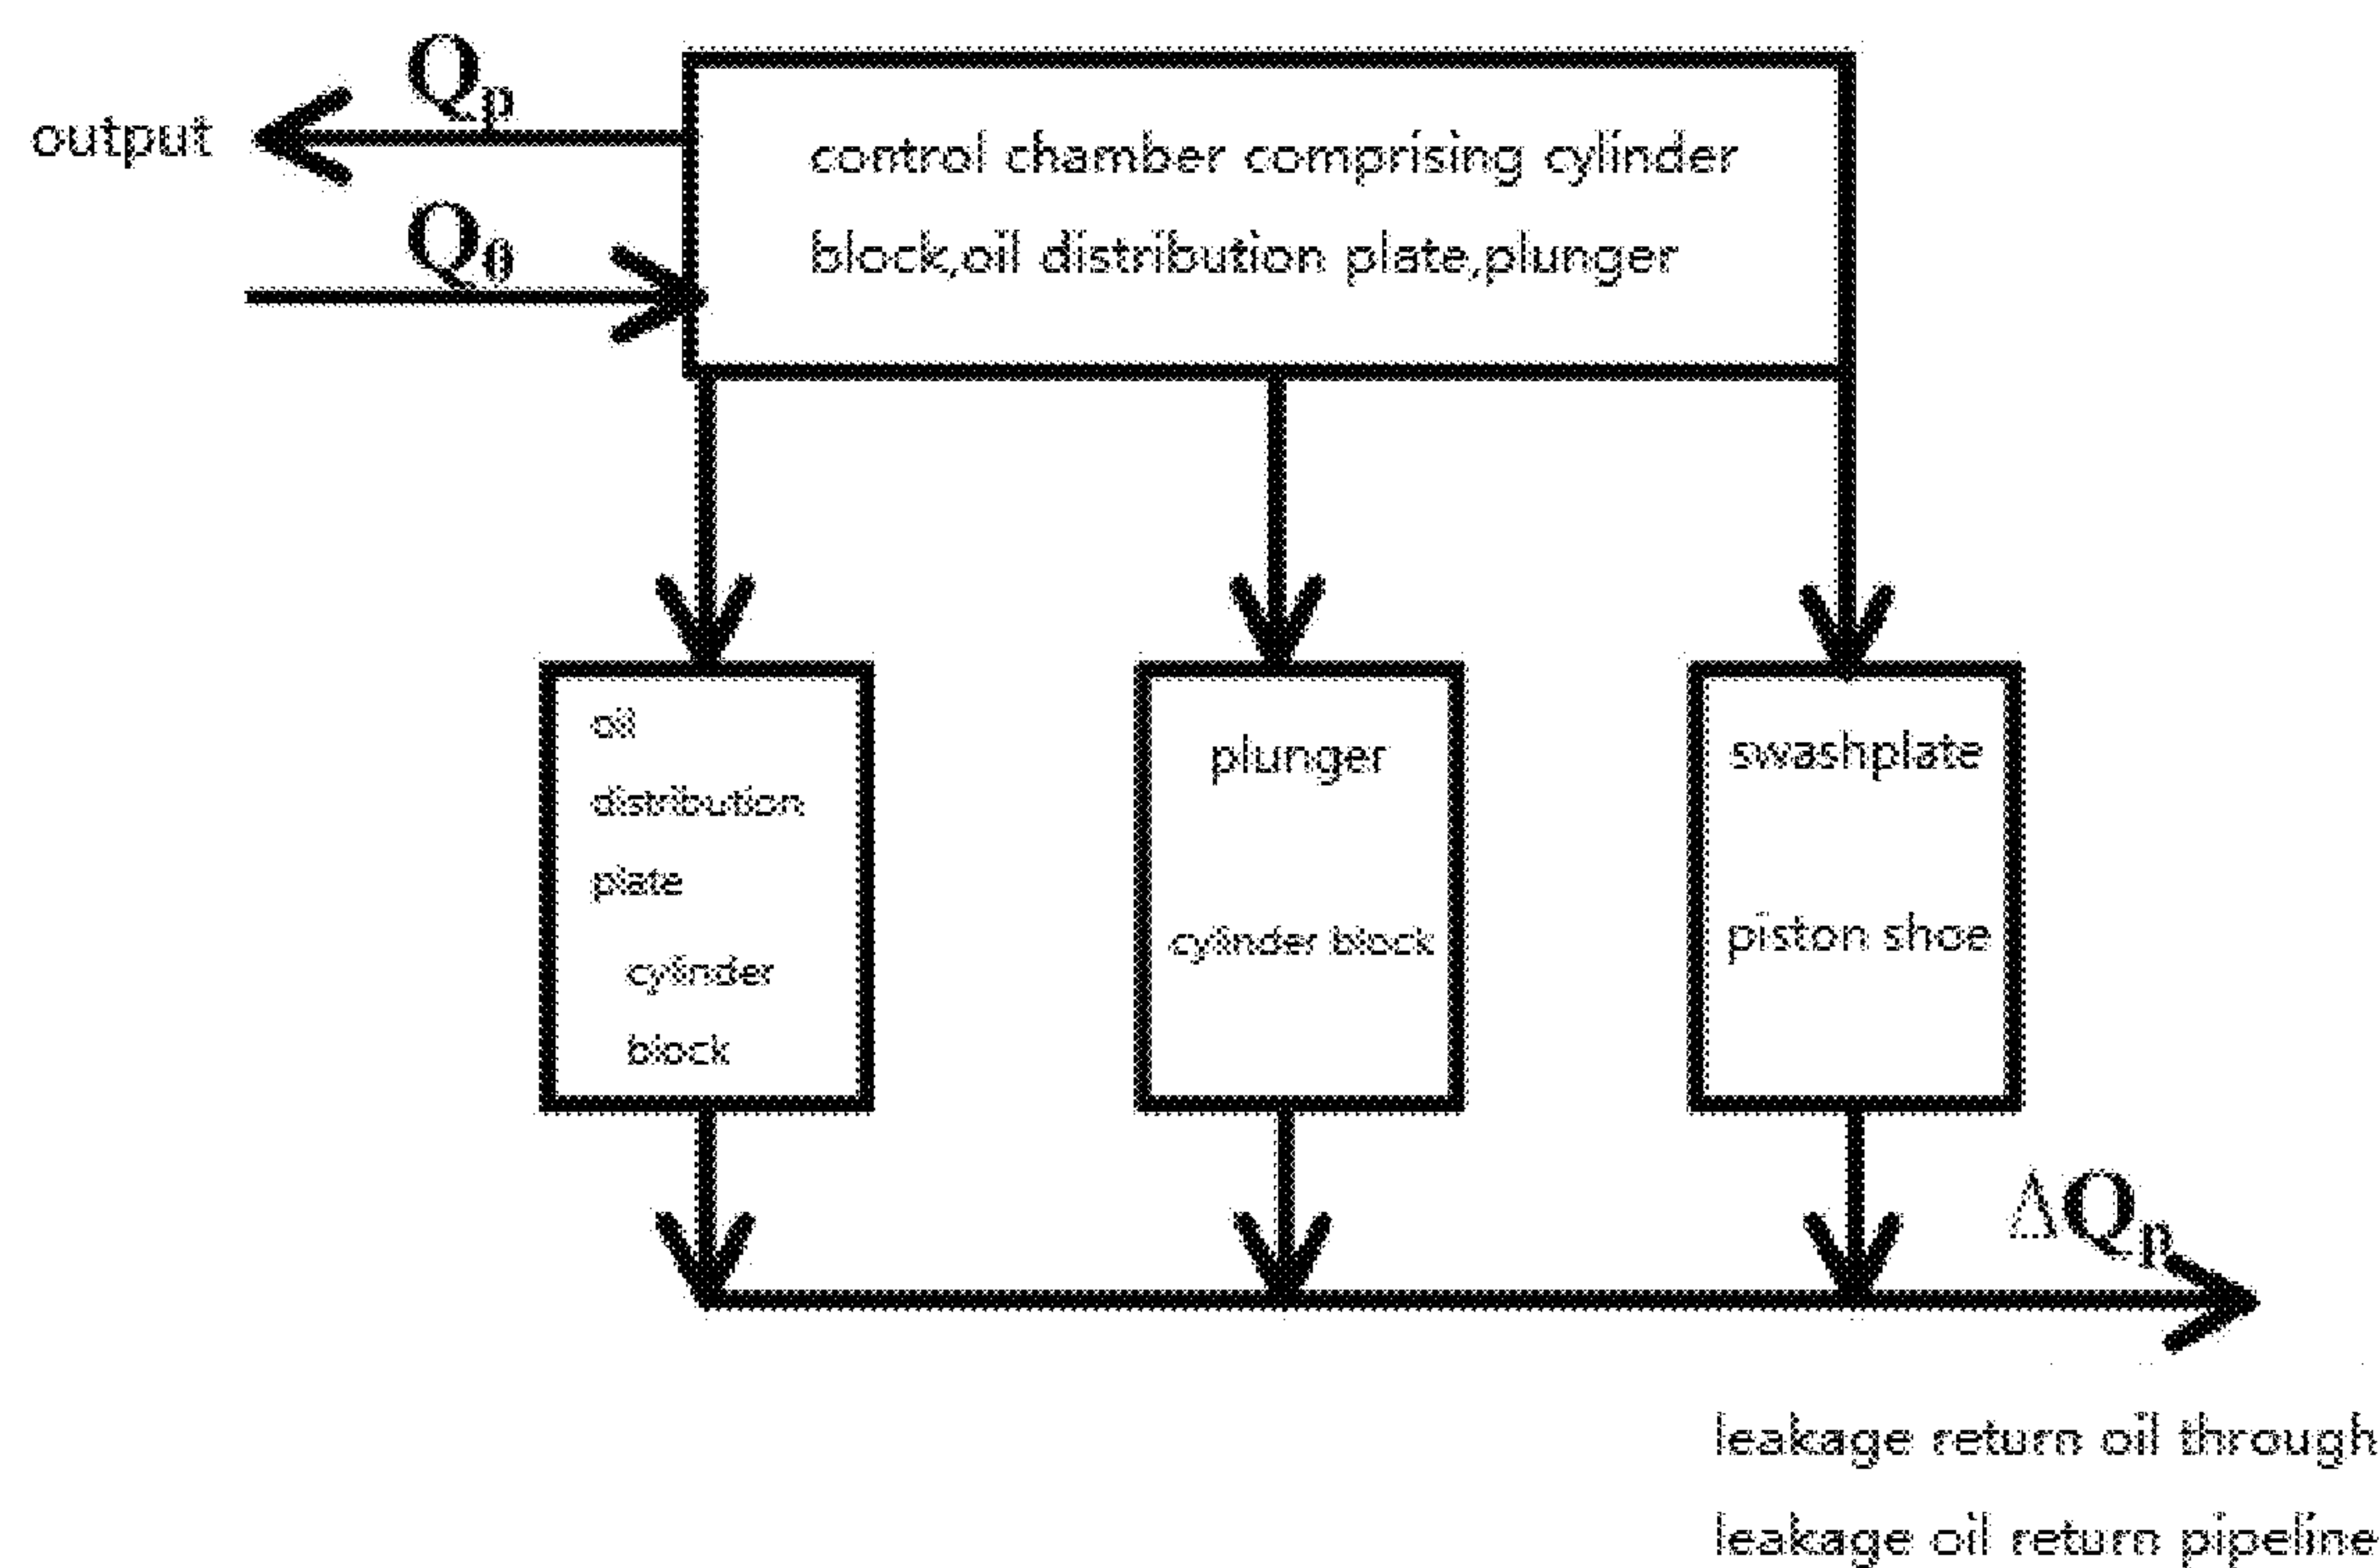 Qp
output
control chamber comprising cylinder
block,oil distribution plate,plunger
Q0
oil
distribution
plate
cylinder
block
plunger
cylinder block
swashplate
piston shoe
ΔQp
leakage return oil through
leakage oil return pipeline